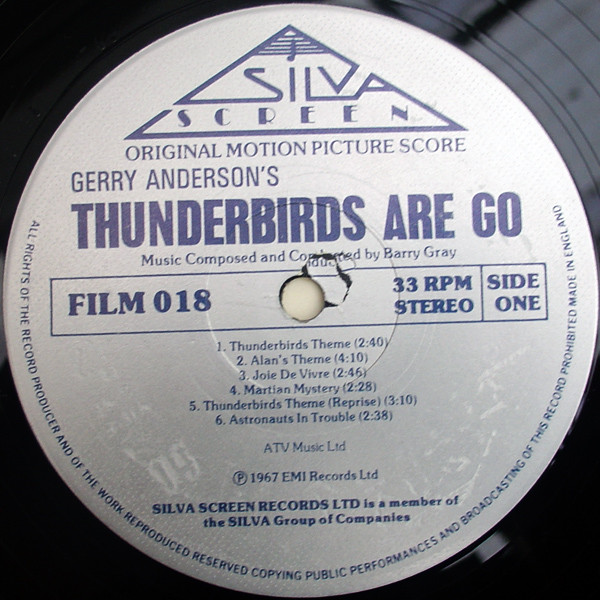 SILVA
SCREEN
ORIGINAL MOTION PICTURE SCORE
GERRY ANDERSON'S
THUNDERBIRDS ARE GO
Music Composed and Conducted by Barry Gray
FILM 018
33 RPM
STEREO
SIDE
ONE
1. Thunderbirds Theme (2:40)
2. Alan's Theme (4:10)
3. Joie De Vivre (2:46)
4. Martian Mystery (2:28)
5. Thunderbirds Theme (Reprise) (3:10)
6. Astronauts In Trouble (2:38)
ATV Music Ltd
Ⓟ 1967 EMI Records Ltd
SILVA SCREEN RECORDS LTD is a member of
the SILVA Group of Companies
ALL RIGHTS OF THE RECORD PRODUCER AND OF THE WORK REPRODUCED RESERVED COPYING PUBLIC PERFORMANCES AND BROADCASTING OF THIS RECORD PROHIBITED MADE IN ENGLAND